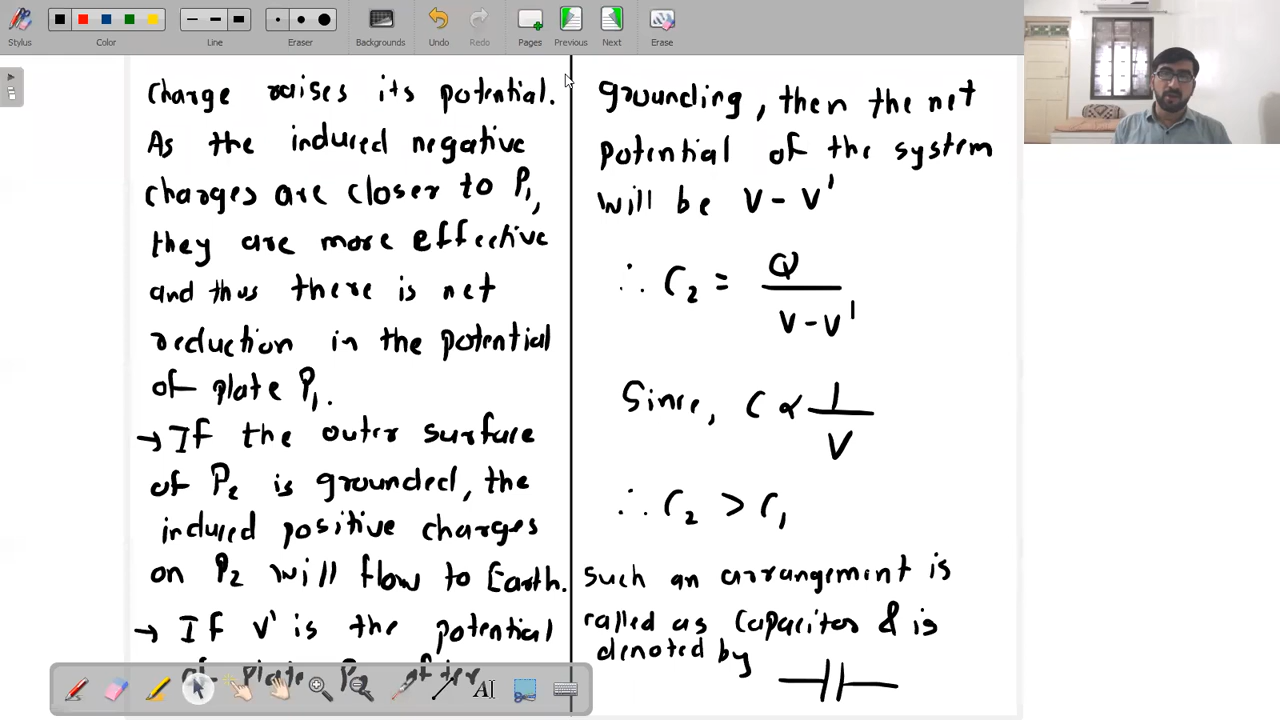 Stylus
Color
Line
Eraser
Backgrounds
Undo
Redo
Pages
Previous
Next
Erase
charge raises its potential.
As the induced negative
charges are closer to P₁,
they are more effective
and thus there is net
reduction in the potential
of plate P₁.
→ If the outer surface
of P₂ is grounded, the
induced positive charges
on P₂ will flow to Earth.
→ If V' is the potential
of plate P₂ after
grounding, then the net
potential of the system
will be V - V'
∴ C₂ = Q / V - V'
Since, C ∝ 1 / V
∴ C₂ > C₁
such an arrangement is
called as capacitor & is
denoted by